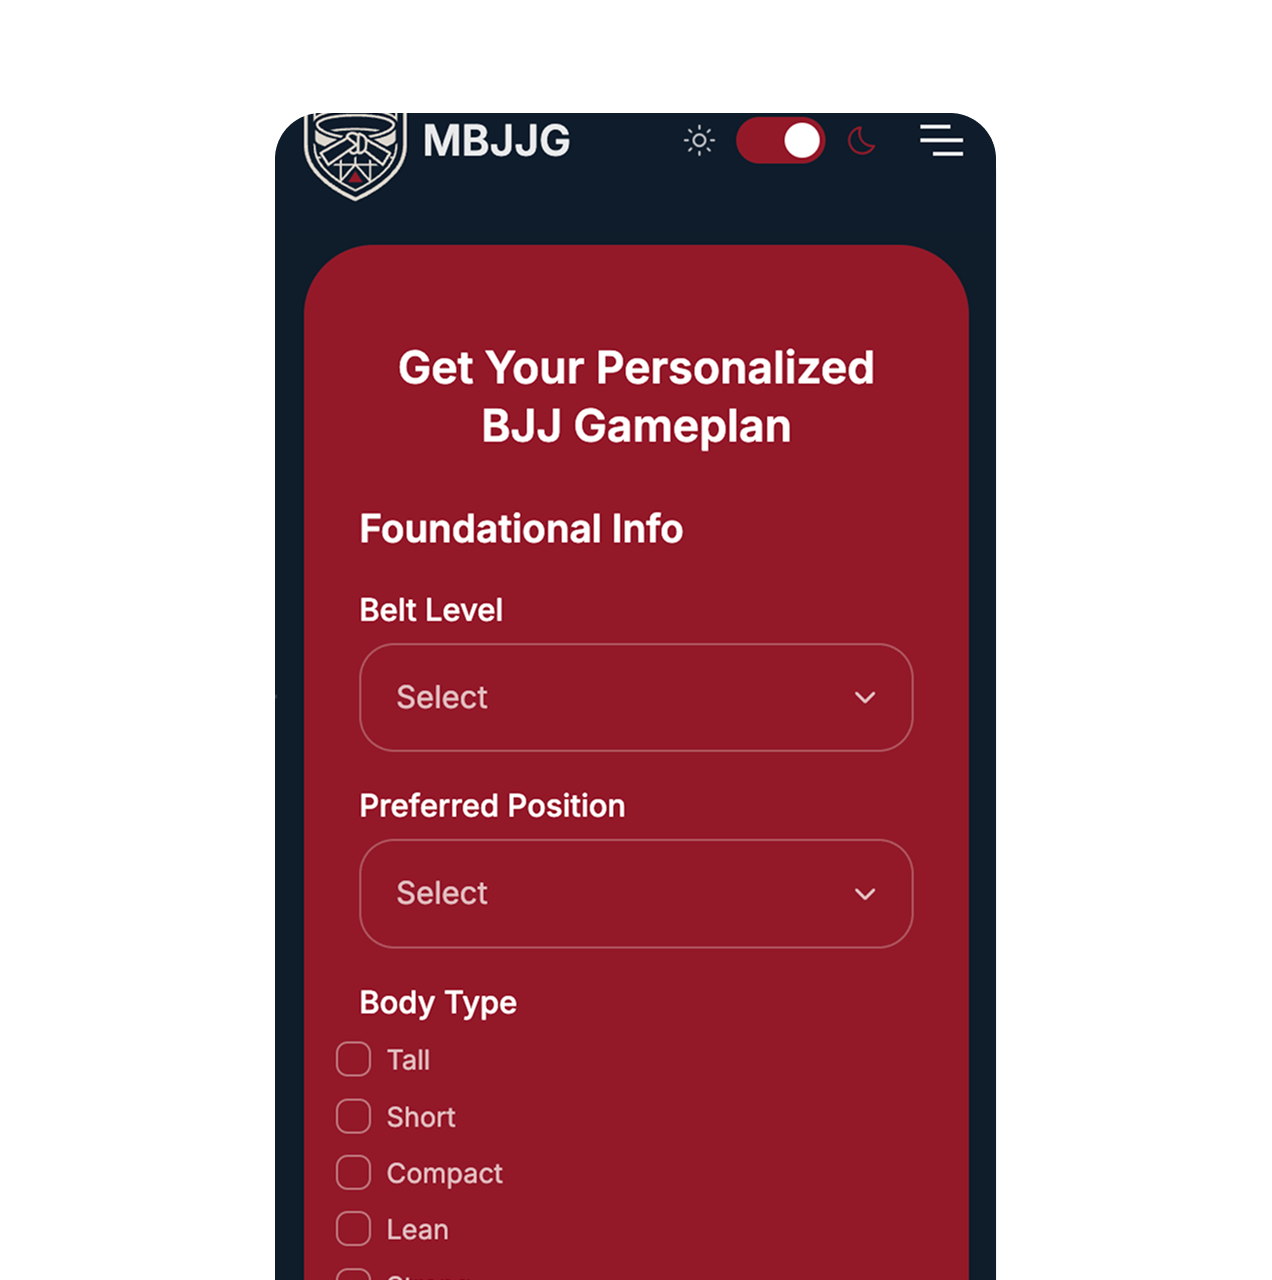 MBJJG
Get Your Personalized
BJJ Gameplan
Foundational Info
Belt Level
Select
Preferred Position
Select
Body Type
Tall
Short
Compact
Lean